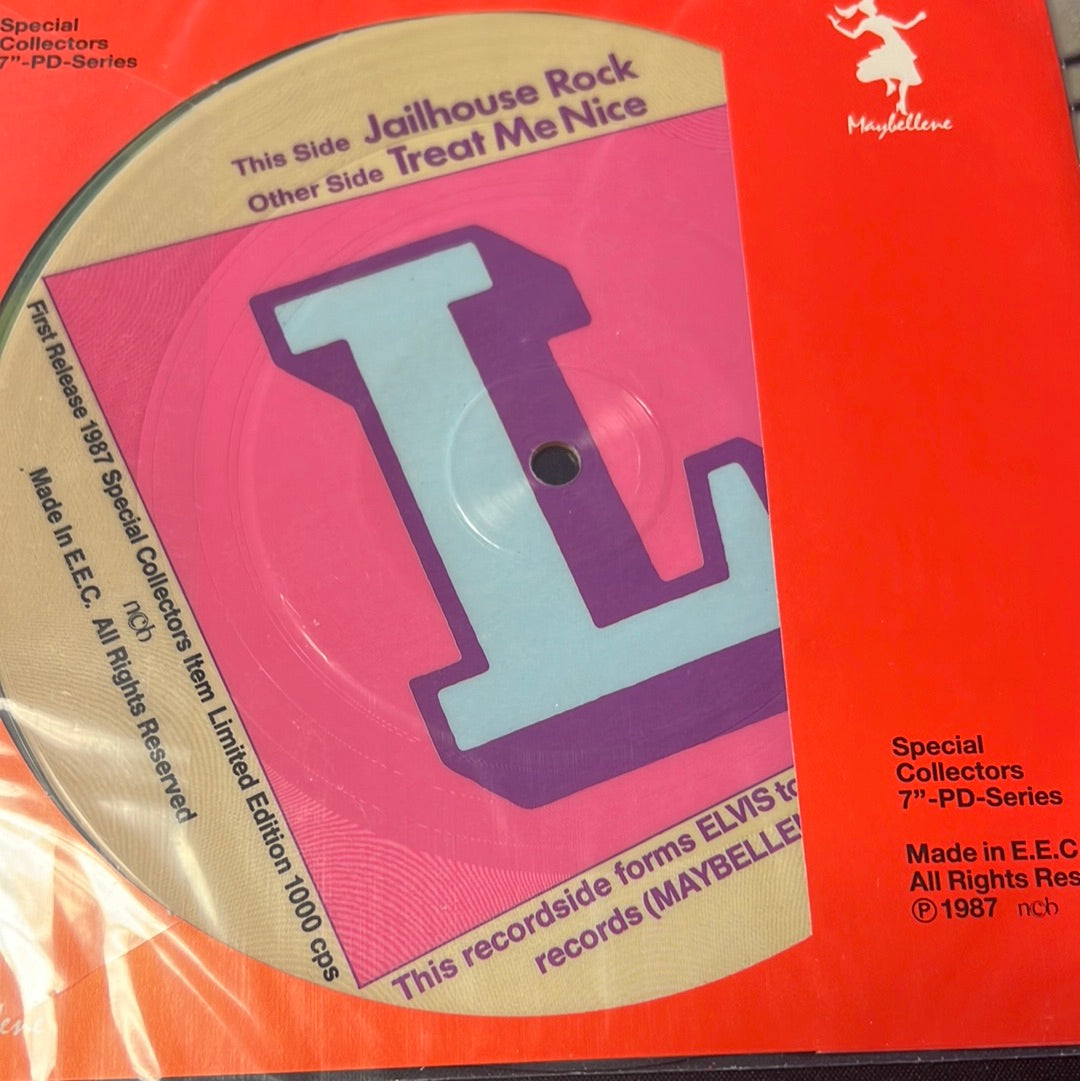 Special
Collectors
7”-PD-Series
Maybellene
This Side Jailhouse Rock
Other Side Treat Me Nice
L
First Release 1987 Special Collectors Item Limited Edition 1000 cps
ncb
Made In E.E.C. All Rights Reserved
This recordside forms ELVIS to
records (MAYBELLE
Special
Collectors
7”-PD-Series
Made in E.E.C
All Rights Res
Ⓟ 1987 ncb